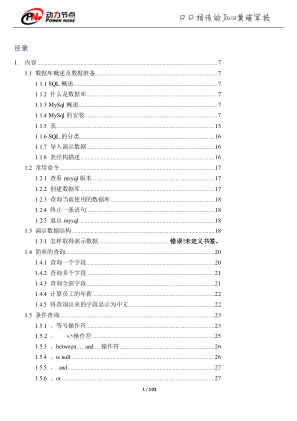 动力节点
POWER NODE
口口相传的Java黄埔军校
目录
1. 内容......7
1.1 数据库概述及数据准备......7
1.1.1 SQL 概述......7
1.1.2 什么是数据库......7
1.1.3 MySql 概述......7
1.1.4 MySql 的安装......7
1.1.5 表......15
1.1.6 SQL 的分类......16
1.1.7 导入演示数据......16
1.1.8 表结构描述......16
1.2 常用命令......17
1.2.1 查看 msyql 版本......17
1.2.2 创建数据库......17
1.2.3 查询当前使用的数据库......18
1.2.4 终止一条语句......18
1.2.5 退出 mysql......18
1.3 演示数据结构......18
1.3.1 怎样取得演示数据......错误!未定义书签。
1.4 简单的查询......20
1.4.1 查询一个字段......20
1.4.2 查询多个字段......21
1.4.3 查询全部字段......21
1.4.4 计算员工的年薪......22
1.4.5 将查询出来的字段显示为中文......22
1.5 条件查询......23
1.5.1 、等号操作符......23
1.5.2 、 <>操作符......25
1.5.3 、between … and …操作符......26
1.5.4 、is null......26
1.5.5 、 and......27
1.5.6 、or......27
1 / 103